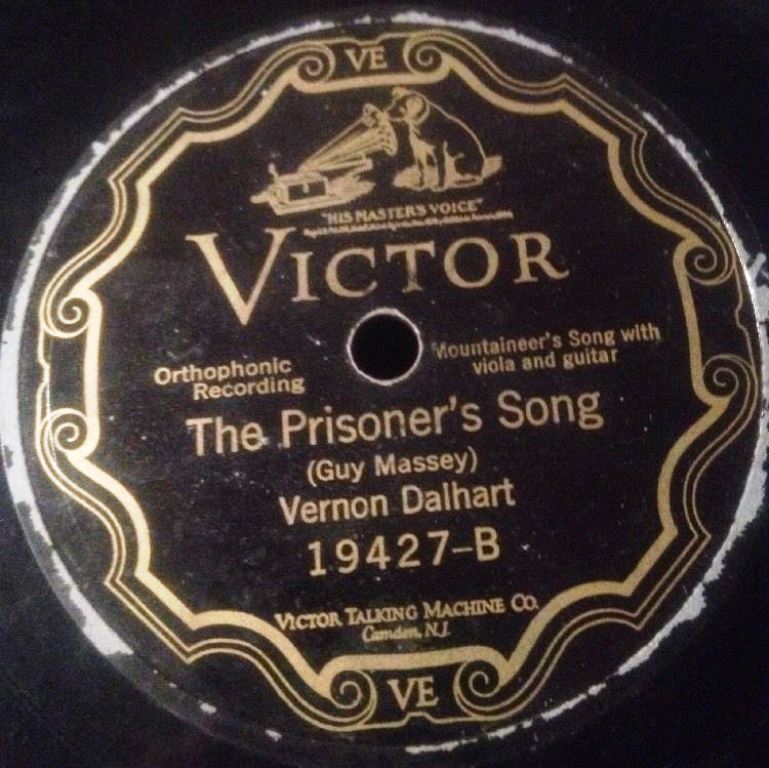 VE
"HIS MASTER'S VOICE"
VICTOR
Orthophonic
Recording
Mountaineer's Song with
viola and guitar
The Prisoner's Song
(Guy Massey)
Vernon Dalhart
19427-B
VICTOR TALKING MACHINE CO.
Camden, N.J.
VE